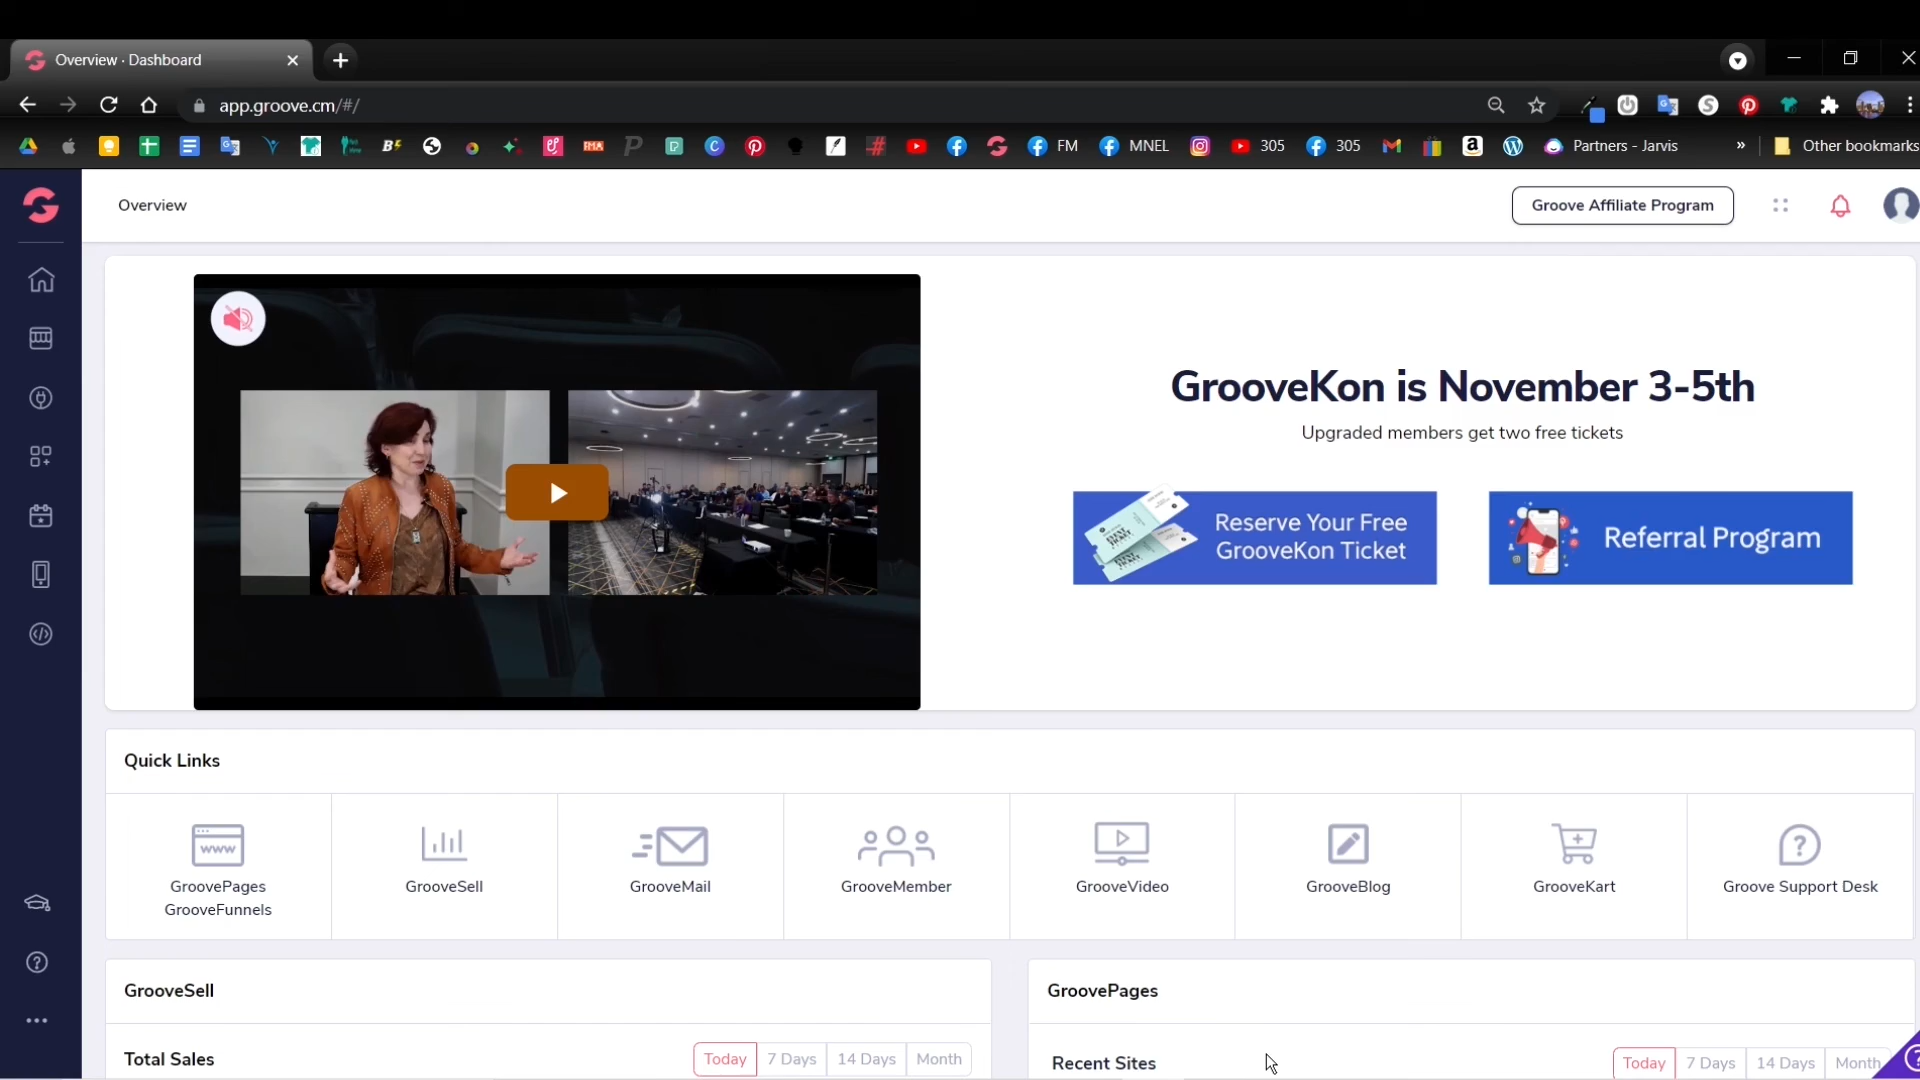 Overview · Dashboard
app.groove.cm/#/
FM
MNEL
305
305
Partners - Jarvis
»
Other bookmarks
Overview
Groove Affiliate Program
GrooveKon is November 3-5th
Upgraded members get two free tickets
Reserve Your Free
GrooveKon Ticket
Referral Program
Quick Links
www
GroovePages
GrooveFunnels
GrooveSell
GrooveMail
GrooveMember
GrooveVideo
GrooveBlog
GrooveKart
Groove Support Desk
GrooveSell
GroovePages
Total Sales
Today
7 Days
14 Days
Month
Recent Sites
Today
7 Days
14 Days
Month